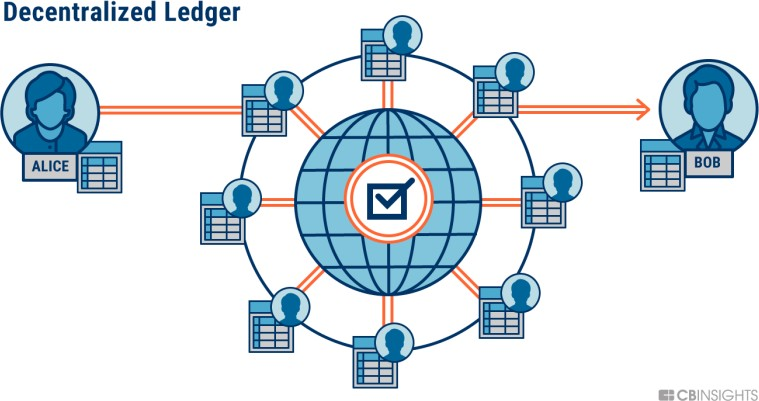 Decentralized Ledger
ALICE
BOB
CBINSIGHTS